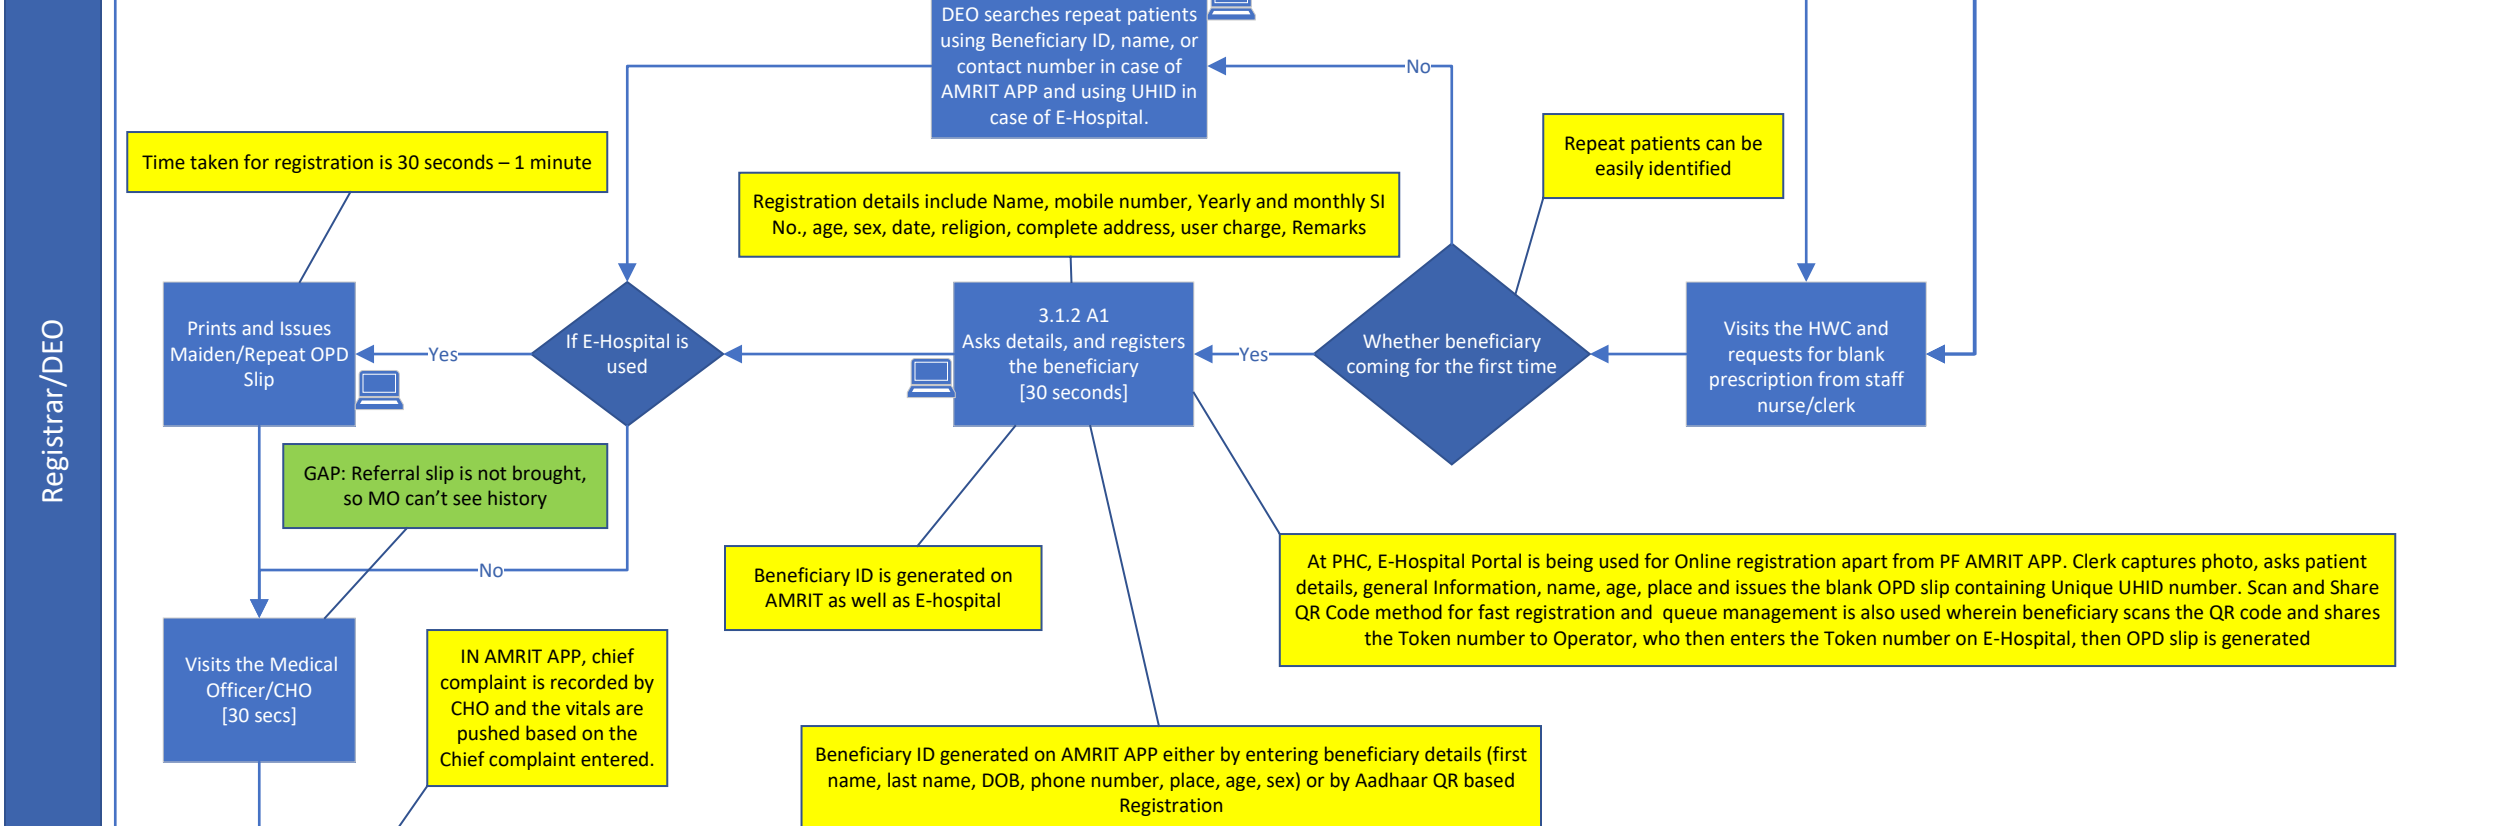 Registrar/DEO
DEO searches repeat patients
using Beneficiary ID, name, or
contact number in case of
AMRIT APP and using UHID in
case of E-Hospital.
No
Time taken for registration is 30 seconds – 1 minute
Repeat patients can be
easily identified
Registration details include Name, mobile number, Yearly and monthly SI
No., age, sex, date, religion, complete address, user charge, Remarks
Prints and Issues
Maiden/Repeat OPD
Slip
Yes
If E-Hospital is
used
3.1.2 A1
Asks details, and registers
the beneficiary
[30 seconds]
Yes
Whether beneficiary
coming for the first time
Visits the HWC and
requests for blank
prescription from staff
nurse/clerk
GAP: Referral slip is not brought,
so MO can’t see history
No
Beneficiary ID is generated on
AMRIT as well as E-hospital
At PHC, E-Hospital Portal is being used for Online registration apart from PF AMRIT APP. Clerk captures photo, asks patient
details, general Information, name, age, place and issues the blank OPD slip containing Unique UHID number. Scan and Share
QR Code method for fast registration and  queue management is also used wherein beneficiary scans the QR code and shares
the Token number to Operator, who then enters the Token number on E-Hospital, then OPD slip is generated
Visits the Medical
Officer/CHO
[30 secs]
IN AMRIT APP, chief
complaint is recorded by
CHO and the vitals are
pushed based on the
Chief complaint entered.
Beneficiary ID generated on AMRIT APP either by entering beneficiary details (first
name, last name, DOB, phone number, place, age, sex) or by Aadhaar QR based
Registration